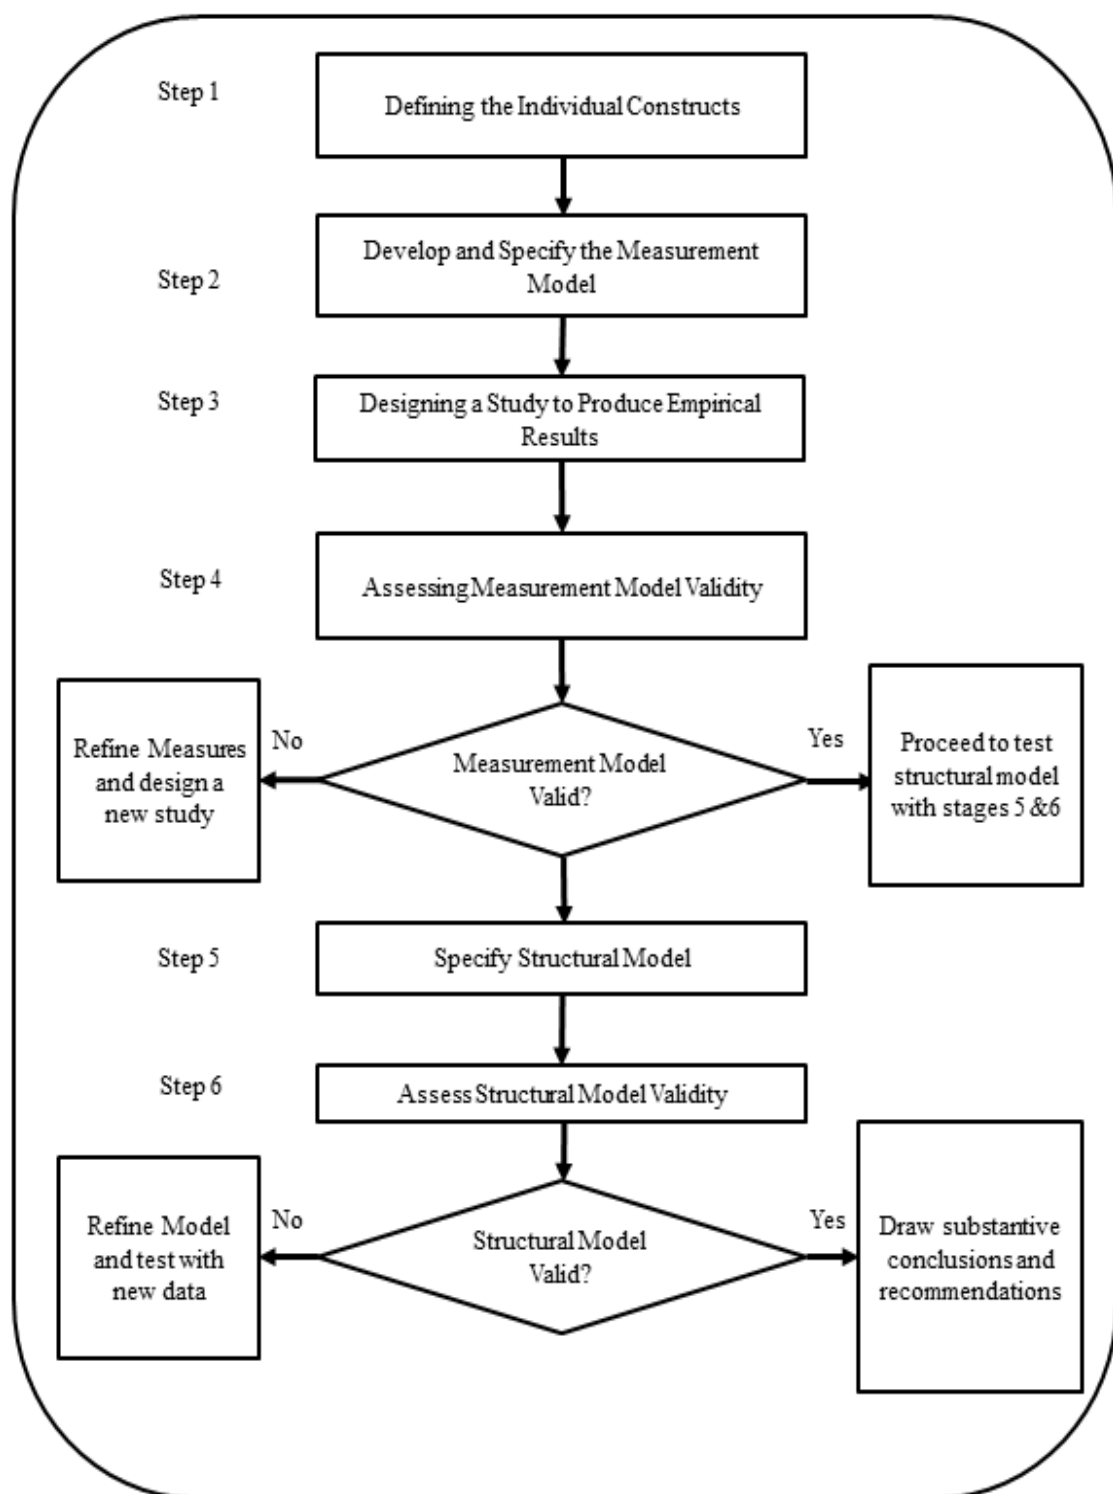 Step 1
Defining the Individual Constructs
Step 2
Develop and Specify the Measurement
Model
Step 3
Designing a Study to Produce Empirical
Results
Step 4
Assessing Measurement Model Validity
Refine Measures
and design a
new study
No
Measurement Model
Valid?
Yes
Proceed to test
structural model
with stages 5 &6
Step 5
Specify Structural Model
Step 6
Assess Structural Model Validity
Refine Model
and test with
new data
No
Structural Model
Valid?
Yes
Draw substantive
conclusions and
recommendations